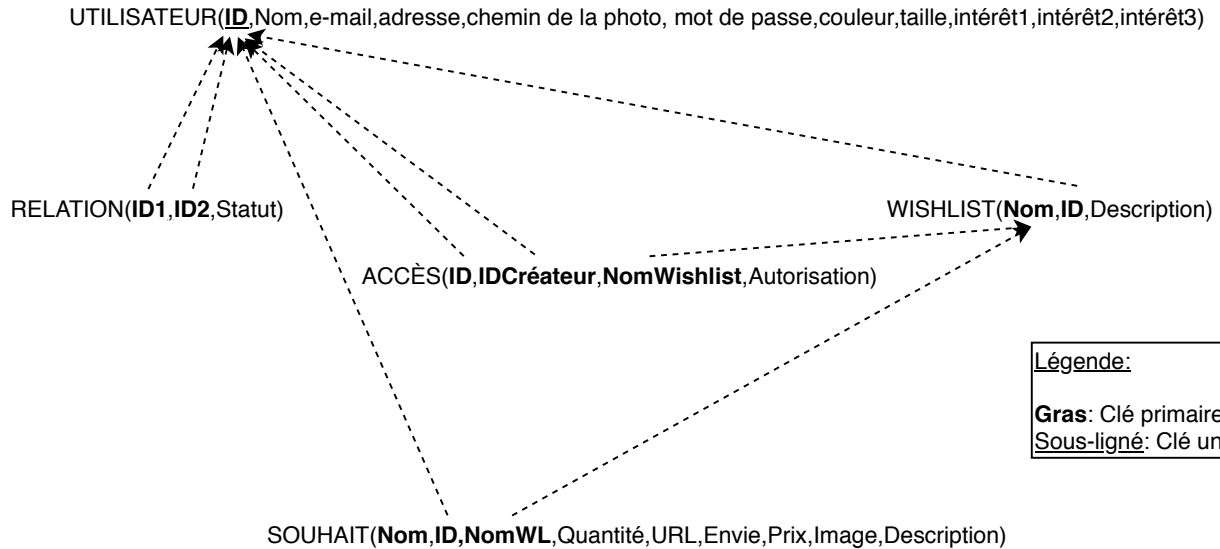 UTILISATEUR(ID,Nom,e-mail,adresse,chemin de la photo, mot de passe,couleur,taille,intérêt1,intérêt2,intérêt3)
RELATION(ID1,ID2,Statut)
WISHLIST(Nom,ID,Description)
ACCÈS(ID,IDCréateur,NomWishlist,Autorisation)
Légende:
Gras: Clé primaire
Sous-ligné: Clé un
SOUHAIT(Nom,ID,NomWL,Quantité,URL,Envie,Prix,Image,Description)